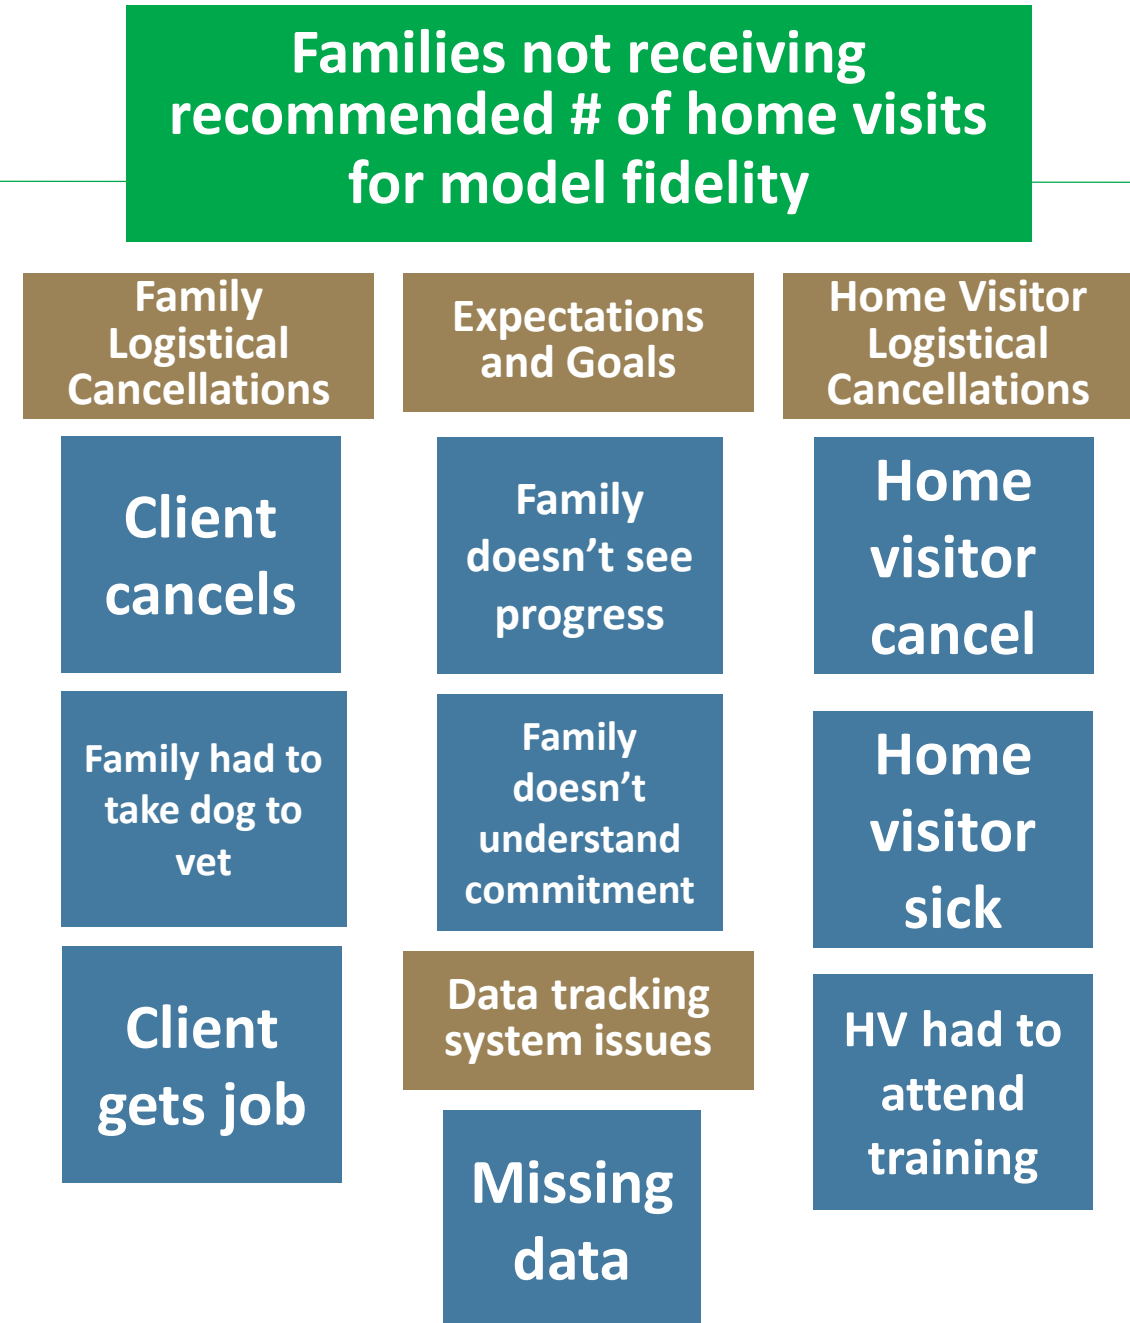 Families not receiving
recommended # of home visits
for model fidelity
Family
Logistical
Cancellations
Client
cancels
Family had to
take dog to
vet
Client
gets job
Expectations
and Goals
Family
doesn’t see
progress
Family
doesn’t
understand
commitment
Data tracking
system issues
Missing
data
Home Visitor
Logistical
Cancellations
Home
visitor
cancel
Home
visitor
sick
HV had to
attend
training